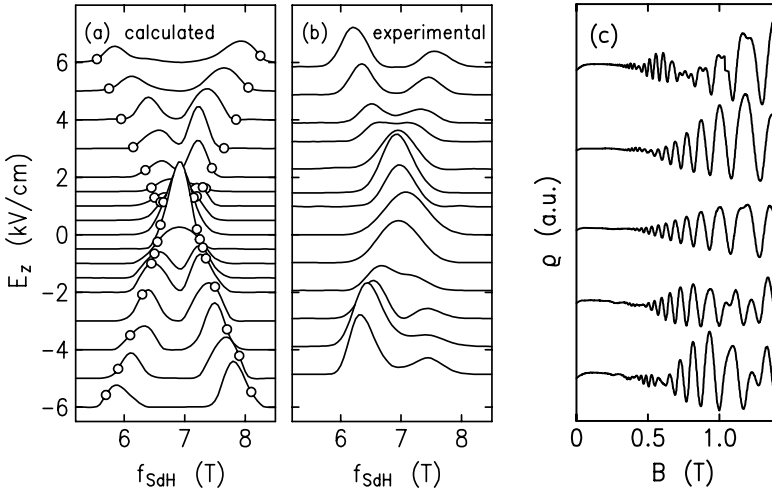 (a) calculated
(b) experimental
(c)
6
4
2
0
-2
-4
-6
E_z (kV/cm)
6 7 8
f_SdH (T)
6 7 8
f_SdH (T)
ϱ (a.u.)
0 0.5 1.0
B (T)